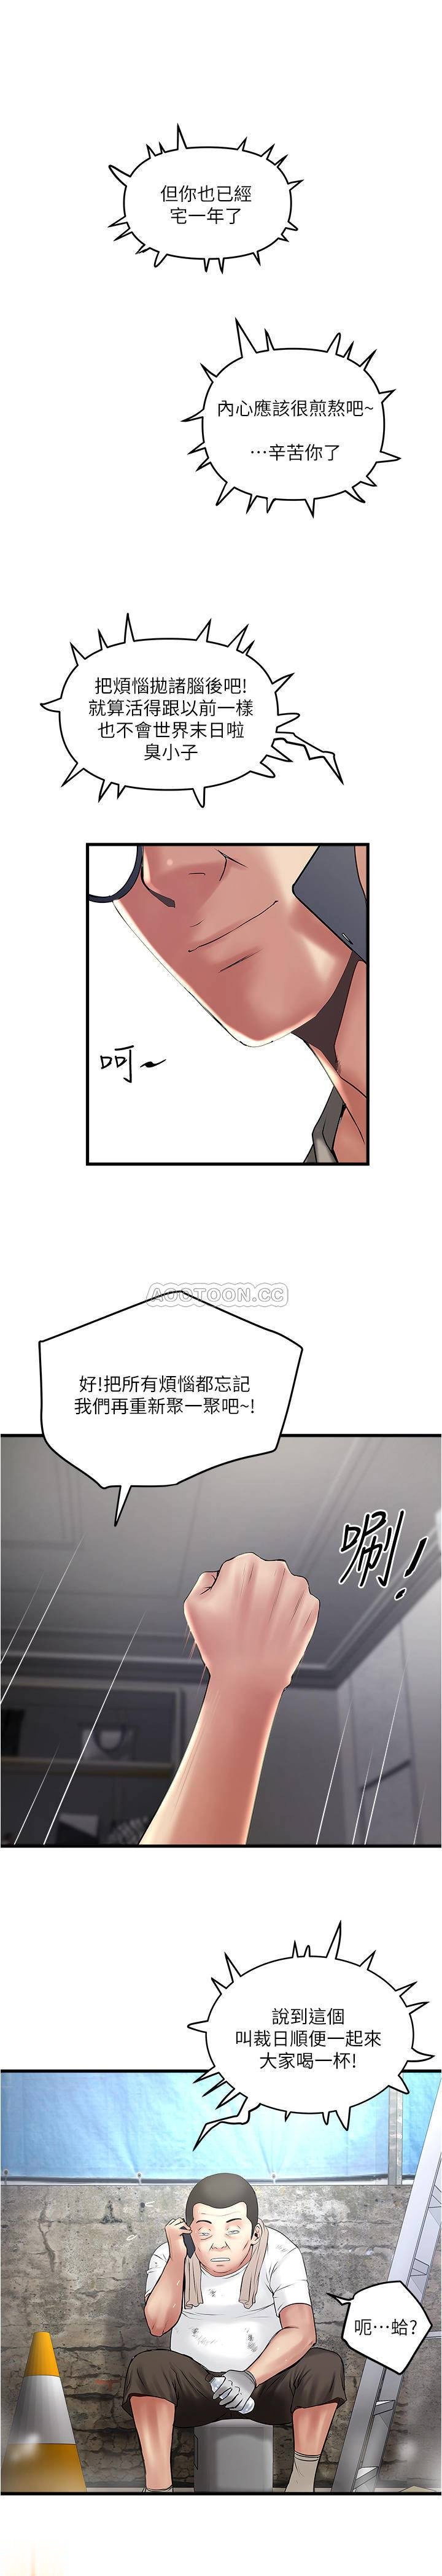 但你也已經
宅一年了
內心應該很煎熬吧~
…辛苦你了
把煩惱拋諸腦後吧!
就算活得跟以前一樣
也不會世界末日啦
臭小子
呵~
AOOTOON.CC
好!把所有煩惱都忘記
我們再重新聚一聚吧~!
唰!
說到這個
叫裁日順便一起來
大家喝一杯!
呃…蛤?